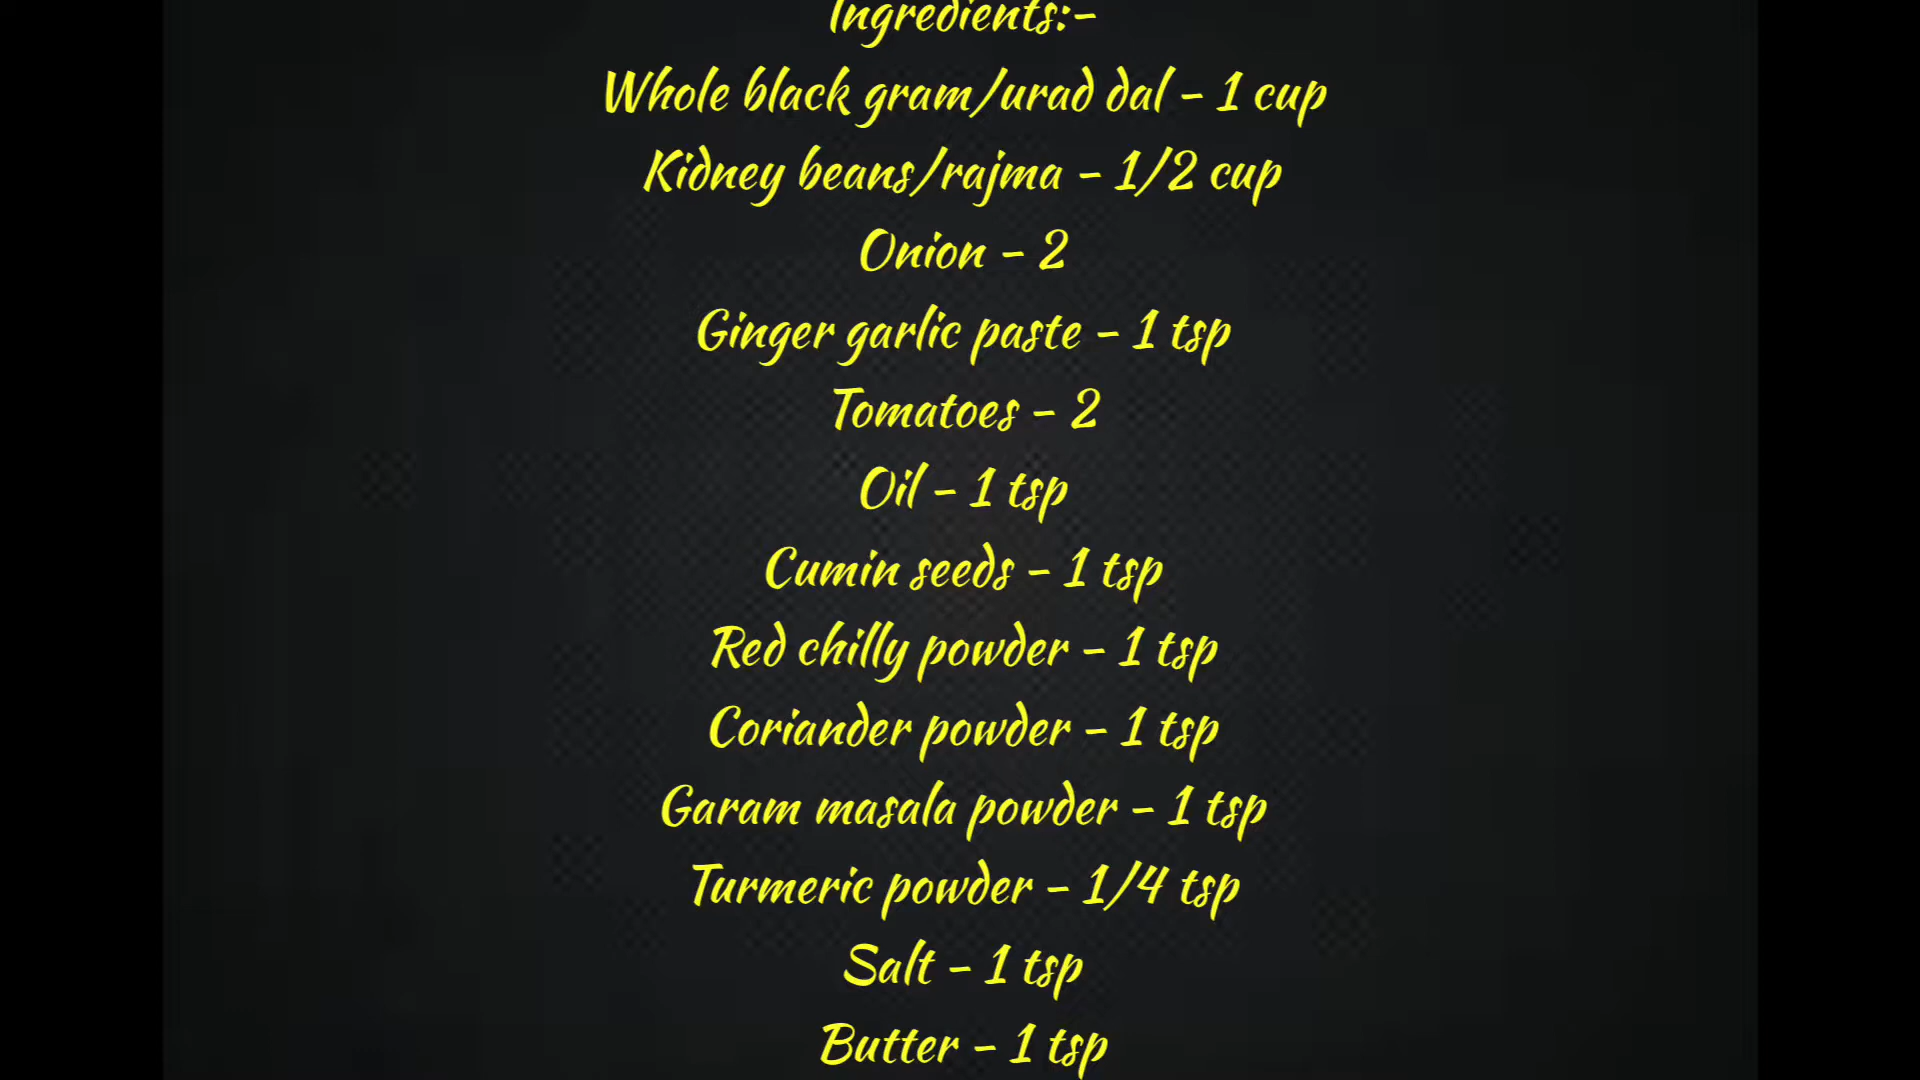 Ingredients:-
Whole black gram/urad dal - 1 cup
Kidney beans/rajma - 1/2 cup
Onion - 2
Ginger garlic paste - 1 tsp
Tomatoes - 2
Oil - 1 tsp
Cumin seeds - 1 tsp
Red chilly powder - 1 tsp
Coriander powder - 1 tsp
Garam masala powder - 1 tsp
Turmeric powder - 1/4 tsp
Salt - 1 tsp
Butter - 1 tsp